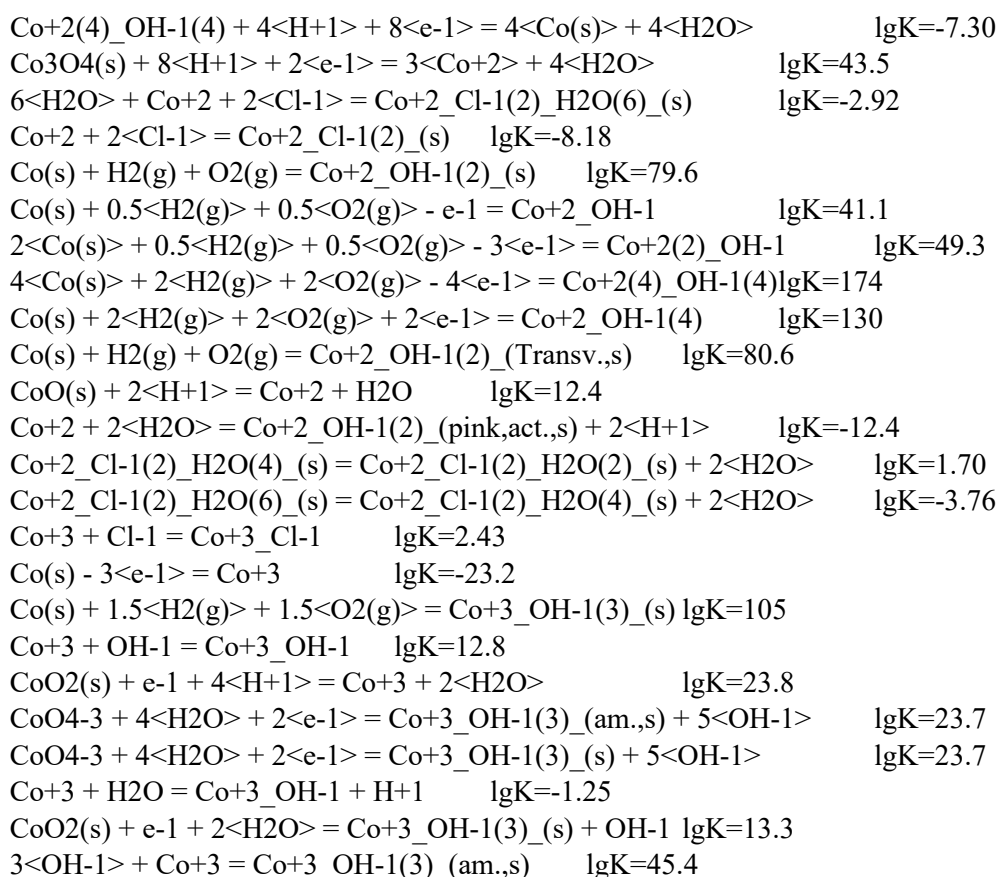 Co+2(4)_OH-1(4) + 4<H+1> + 8<e-1> = 4<Co(s)> + 4<H2O> lgK=-7.30
Co3O4(s) + 8<H+1> + 2<e-1> = 3<Co+2> + 4<H2O> lgK=43.5
6<H2O> + Co+2 + 2<Cl-1> = Co+2_Cl-1(2)_H2O(6)_(s) lgK=-2.92
Co+2 + 2<Cl-1> = Co+2_Cl-1(2)_(s) lgK=-8.18
Co(s) + H2(g) + O2(g) = Co+2_OH-1(2)_(s) lgK=79.6
Co(s) + 0.5<H2(g)> + 0.5<O2(g)> - e-1 = Co+2_OH-1 lgK=41.1
2<Co(s)> + 0.5<H2(g)> + 0.5<O2(g)> - 3<e-1> = Co+2(2)_OH-1 lgK=49.3
4<Co(s)> + 2<H2(g)> + 2<O2(g)> - 4<e-1> = Co+2(4)_OH-1(4)lgK=174
Co(s) + 2<H2(g)> + 2<O2(g)> + 2<e-1> = Co+2_OH-1(4) lgK=130
Co(s) + H2(g) + O2(g) = Co+2_OH-1(2)_(Transv.,s) lgK=80.6
CoO(s) + 2<H+1> = Co+2 + H2O lgK=12.4
Co+2 + 2<H2O> = Co+2_OH-1(2)_(pink,act.,s) + 2<H+1> lgK=-12.4
Co+2_Cl-1(2)_H2O(4)_(s) = Co+2_Cl-1(2)_H2O(2)_(s) + 2<H2O> lgK=1.70
Co+2_Cl-1(2)_H2O(6)_(s) = Co+2_Cl-1(2)_H2O(4)_(s) + 2<H2O> lgK=-3.76
Co+3 + Cl-1 = Co+3_Cl-1 lgK=2.43
Co(s) - 3<e-1> = Co+3 lgK=-23.2
Co(s) + 1.5<H2(g)> + 1.5<O2(g)> = Co+3_OH-1(3)_(s) lgK=105
Co+3 + OH-1 = Co+3_OH-1 lgK=12.8
CoO2(s) + e-1 + 4<H+1> = Co+3 + 2<H2O> lgK=23.8
CoO4-3 + 4<H2O> + 2<e-1> = Co+3_OH-1(3)_(am.,s) + 5<OH-1> lgK=23.7
CoO4-3 + 4<H2O> + 2<e-1> = Co+3_OH-1(3)_(s) + 5<OH-1> lgK=23.7
Co+3 + H2O = Co+3_OH-1 + H+1 lgK=-1.25
CoO2(s) + e-1 + 2<H2O> = Co+3_OH-1(3)_(s) + OH-1 lgK=13.3
3<OH-1> + Co+3 = Co+3_OH-1(3)_(am.,s) lgK=45.4